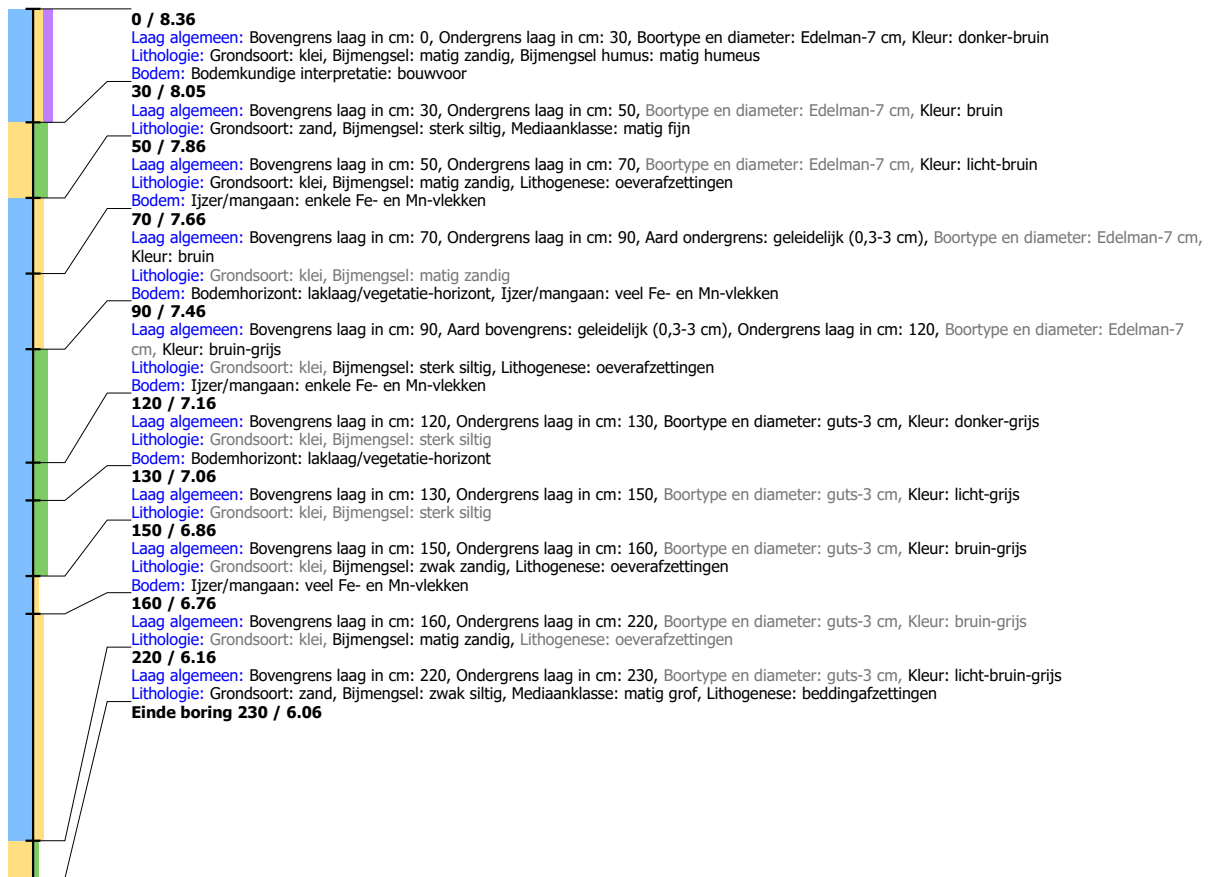 0 / 8.36
Laag algemeen: Bovengrens laag in cm: 0, Ondergrens laag in cm: 30, Boortype en diameter: Edelman-7 cm, Kleur: donker-bruin
Lithologie: Grondsoort: klei, Bijmengsel: matig zandig, Bijmengsel humus: matig humeus
Bodem: Bodemkundige interpretatie: bouwvoor
30 / 8.05
Laag algemeen: Bovengrens laag in cm: 30, Ondergrens laag in cm: 50, Boortype en diameter: Edelman-7 cm, Kleur: bruin
Lithologie: Grondsoort: zand, Bijmengsel: sterk siltig, Mediaanklasse: matig fijn
50 / 7.86
Laag algemeen: Bovengrens laag in cm: 50, Ondergrens laag in cm: 70, Boortype en diameter: Edelman-7 cm, Kleur: licht-bruin
Lithologie: Grondsoort: klei, Bijmengsel: matig zandig, Lithogenese: oeverafzettingen
Bodem: Ijzer/mangaan: enkele Fe- en Mn-vlekken
70 / 7.66
Laag algemeen: Bovengrens laag in cm: 70, Ondergrens laag in cm: 90, Aard ondergrens: geleidelijk (0,3-3 cm), Boortype en diameter: Edelman-7 cm,
Kleur: bruin
Lithologie: Grondsoort: klei, Bijmengsel: matig zandig
Bodem: Bodemhorizont: laklaag/vegetatie-horizont, Ijzer/mangaan: veel Fe- en Mn-vlekken
90 / 7.46
Laag algemeen: Bovengrens laag in cm: 90, Aard bovengrens: geleidelijk (0,3-3 cm), Ondergrens laag in cm: 120, Boortype en diameter: Edelman-7
cm, Kleur: bruin-grijs
Lithologie: Grondsoort: klei, Bijmengsel: sterk siltig, Lithogenese: oeverafzettingen
Bodem: Ijzer/mangaan: enkele Fe- en Mn-vlekken
120 / 7.16
Laag algemeen: Bovengrens laag in cm: 120, Ondergrens laag in cm: 130, Boortype en diameter: guts-3 cm, Kleur: donker-grijs
Lithologie: Grondsoort: klei, Bijmengsel: sterk siltig
Bodem: Bodemhorizont: laklaag/vegetatie-horizont
130 / 7.06
Laag algemeen: Bovengrens laag in cm: 130, Ondergrens laag in cm: 150, Boortype en diameter: guts-3 cm, Kleur: licht-grijs
Lithologie: Grondsoort: klei, Bijmengsel: sterk siltig
150 / 6.86
Laag algemeen: Bovengrens laag in cm: 150, Ondergrens laag in cm: 160, Boortype en diameter: guts-3 cm, Kleur: bruin-grijs
Lithologie: Grondsoort: klei, Bijmengsel: zwak zandig, Lithogenese: oeverafzettingen
Bodem: Ijzer/mangaan: veel Fe- en Mn-vlekken
160 / 6.76
Laag algemeen: Bovengrens laag in cm: 160, Ondergrens laag in cm: 220, Boortype en diameter: guts-3 cm, Kleur: bruin-grijs
Lithologie: Grondsoort: klei, Bijmengsel: matig zandig, Lithogenese: oeverafzettingen
220 / 6.16
Laag algemeen: Bovengrens laag in cm: 220, Ondergrens laag in cm: 230, Boortype en diameter: guts-3 cm, Kleur: licht-bruin-grijs
Lithologie: Grondsoort: zand, Bijmengsel: zwak siltig, Mediaanklasse: matig grof, Lithogenese: beddingafzettingen
Einde boring 230 / 6.06